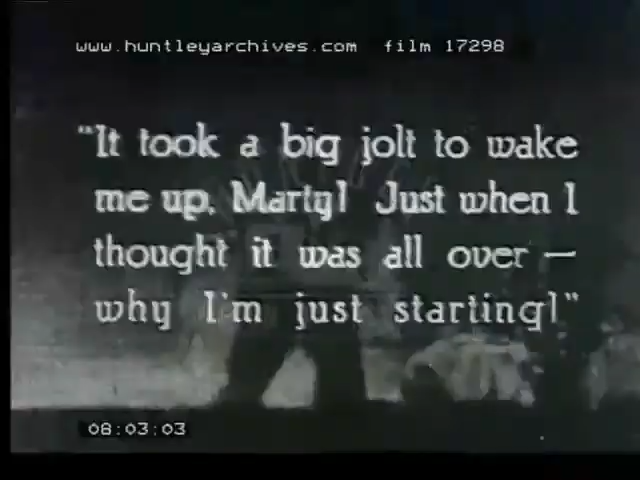 www.huntleyarchives.com film 17298
"It took a big jolt to wake
me up, Marty! Just when I
thought it was all over —
why I'm just starting!"
08:03:03